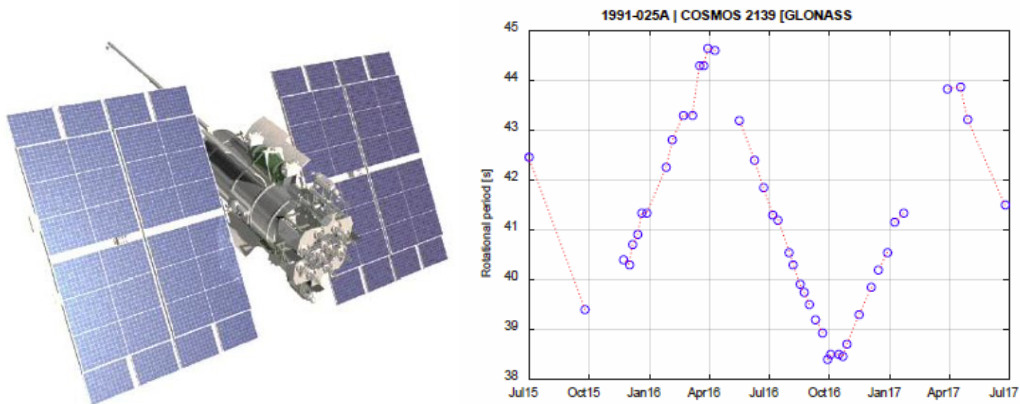 1991-025A | COSMOS 2139 [GLONASS
Rotational period [s]
45
44
43
42
41
40
39
38
Jul15 Oct15 Jan16 Apr16 Jul16 Oct16 Jan17 Apr17 Jul17